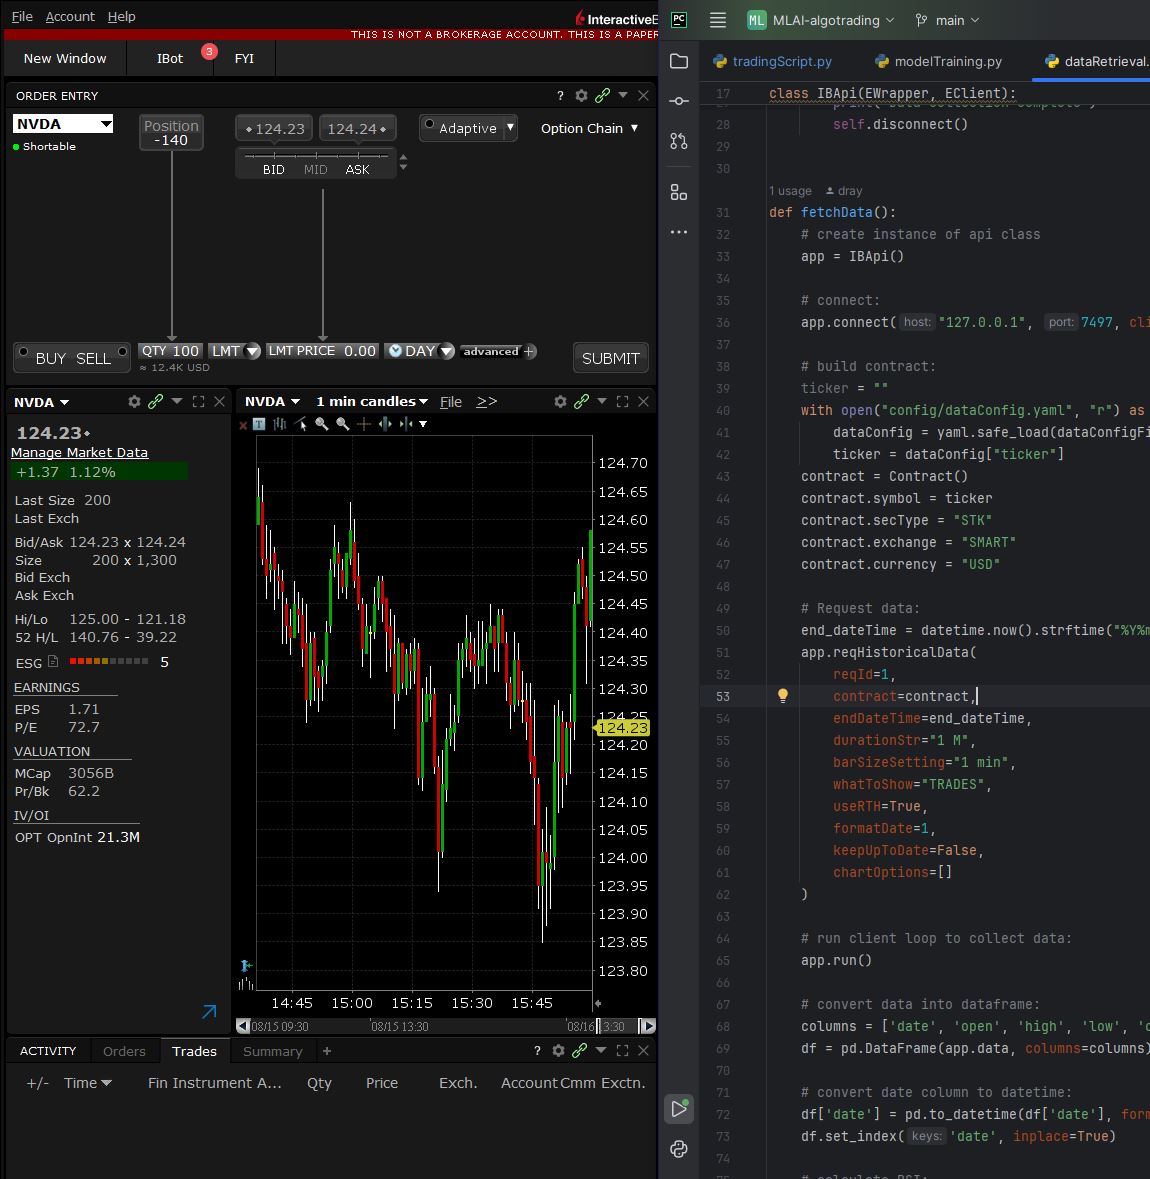 File Account Help
InteractiveB
THIS IS NOT A BROKERAGE ACCOUNT. THIS IS A PAPER
New Window IBot 3 FYI
ORDER ENTRY ?
NVDA
Shortable
Position
-140
124.23 124.24
BID MID ASK
Adaptive
Option Chain
BUY SELL QTY 100 LMT LMT PRICE 0.00 DAY advanced + SUBMIT
≈ 12.4K USD
NVDA
124.23
Manage Market Data
+1.37 1.12%
Last Size 200
Last Exch
Bid/Ask 124.23 x 124.24
Size 200 x 1,300
Bid Exch
Ask Exch
Hi/Lo 125.00 - 121.18
52 H/L 140.76 - 39.22
ESG 5
EARNINGS
EPS 1.71
P/E 72.7
VALUATION
MCap 3056B
Pr/Bk 62.2
IV/OI
OPT OpnInt 21.3M
NVDA 1 min candles File >>
124.70
124.65
124.60
124.55
124.50
124.45
124.40
124.35
124.30
124.25
124.23
124.20
124.15
124.10
124.05
124.00
123.95
123.90
123.85
123.80
14:45 15:00 15:15 15:30 15:45
08/15 09:30 08/15 13:30 08/16 3:30
ACTIVITY Orders Trades Summary + ?
+/- Time Fin Instrument A... Qty Price Exch. Account Cmm Exctn.
PC ML MLAI-algotrading main
tradingScript.py modelTraining.py dataRetrieval.
17 class IBApi(EWrapper, EClient):
28 self.disconnect()
29
30
1 usage dray
31 def fetchData():
32 # create instance of api class
33 app = IBApi()
34
35 # connect:
36 app.connect( host: "127.0.0.1", port: 7497, cli
37
38 # build contract:
39 ticker = ""
40 with open("config/dataConfig.yaml", "r") as
41 dataConfig = yaml.safe_load(dataConfigFi
42 ticker = dataConfig["ticker"]
43 contract = Contract()
44 contract.symbol = ticker
45 contract.secType = "STK"
46 contract.exchange = "SMART"
47 contract.currency = "USD"
48
49 # Request data:
50 end_dateTime = datetime.now().strftime("%Y%m
51 app.reqHistoricalData(
52 reqId=1,
53 contract=contract,
54 endDateTime=end_dateTime,
55 durationStr="1 M",
56 barSizeSetting="1 min",
57 whatToShow="TRADES",
58 useRTH=True,
59 formatDate=1,
60 keepUpToDate=False,
61 chartOptions=[]
62 )
63
64 # run client loop to collect data:
65 app.run()
66
67 # convert data into dataframe:
68 columns = ['date', 'open', 'high', 'low', 'c
69 df = pd.DataFrame(app.data, columns=columns)
70
71 # convert date column to datetime:
72 df['date'] = pd.to_datetime(df['date'], form
73 df.set_index( keys: 'date', inplace=True)
74